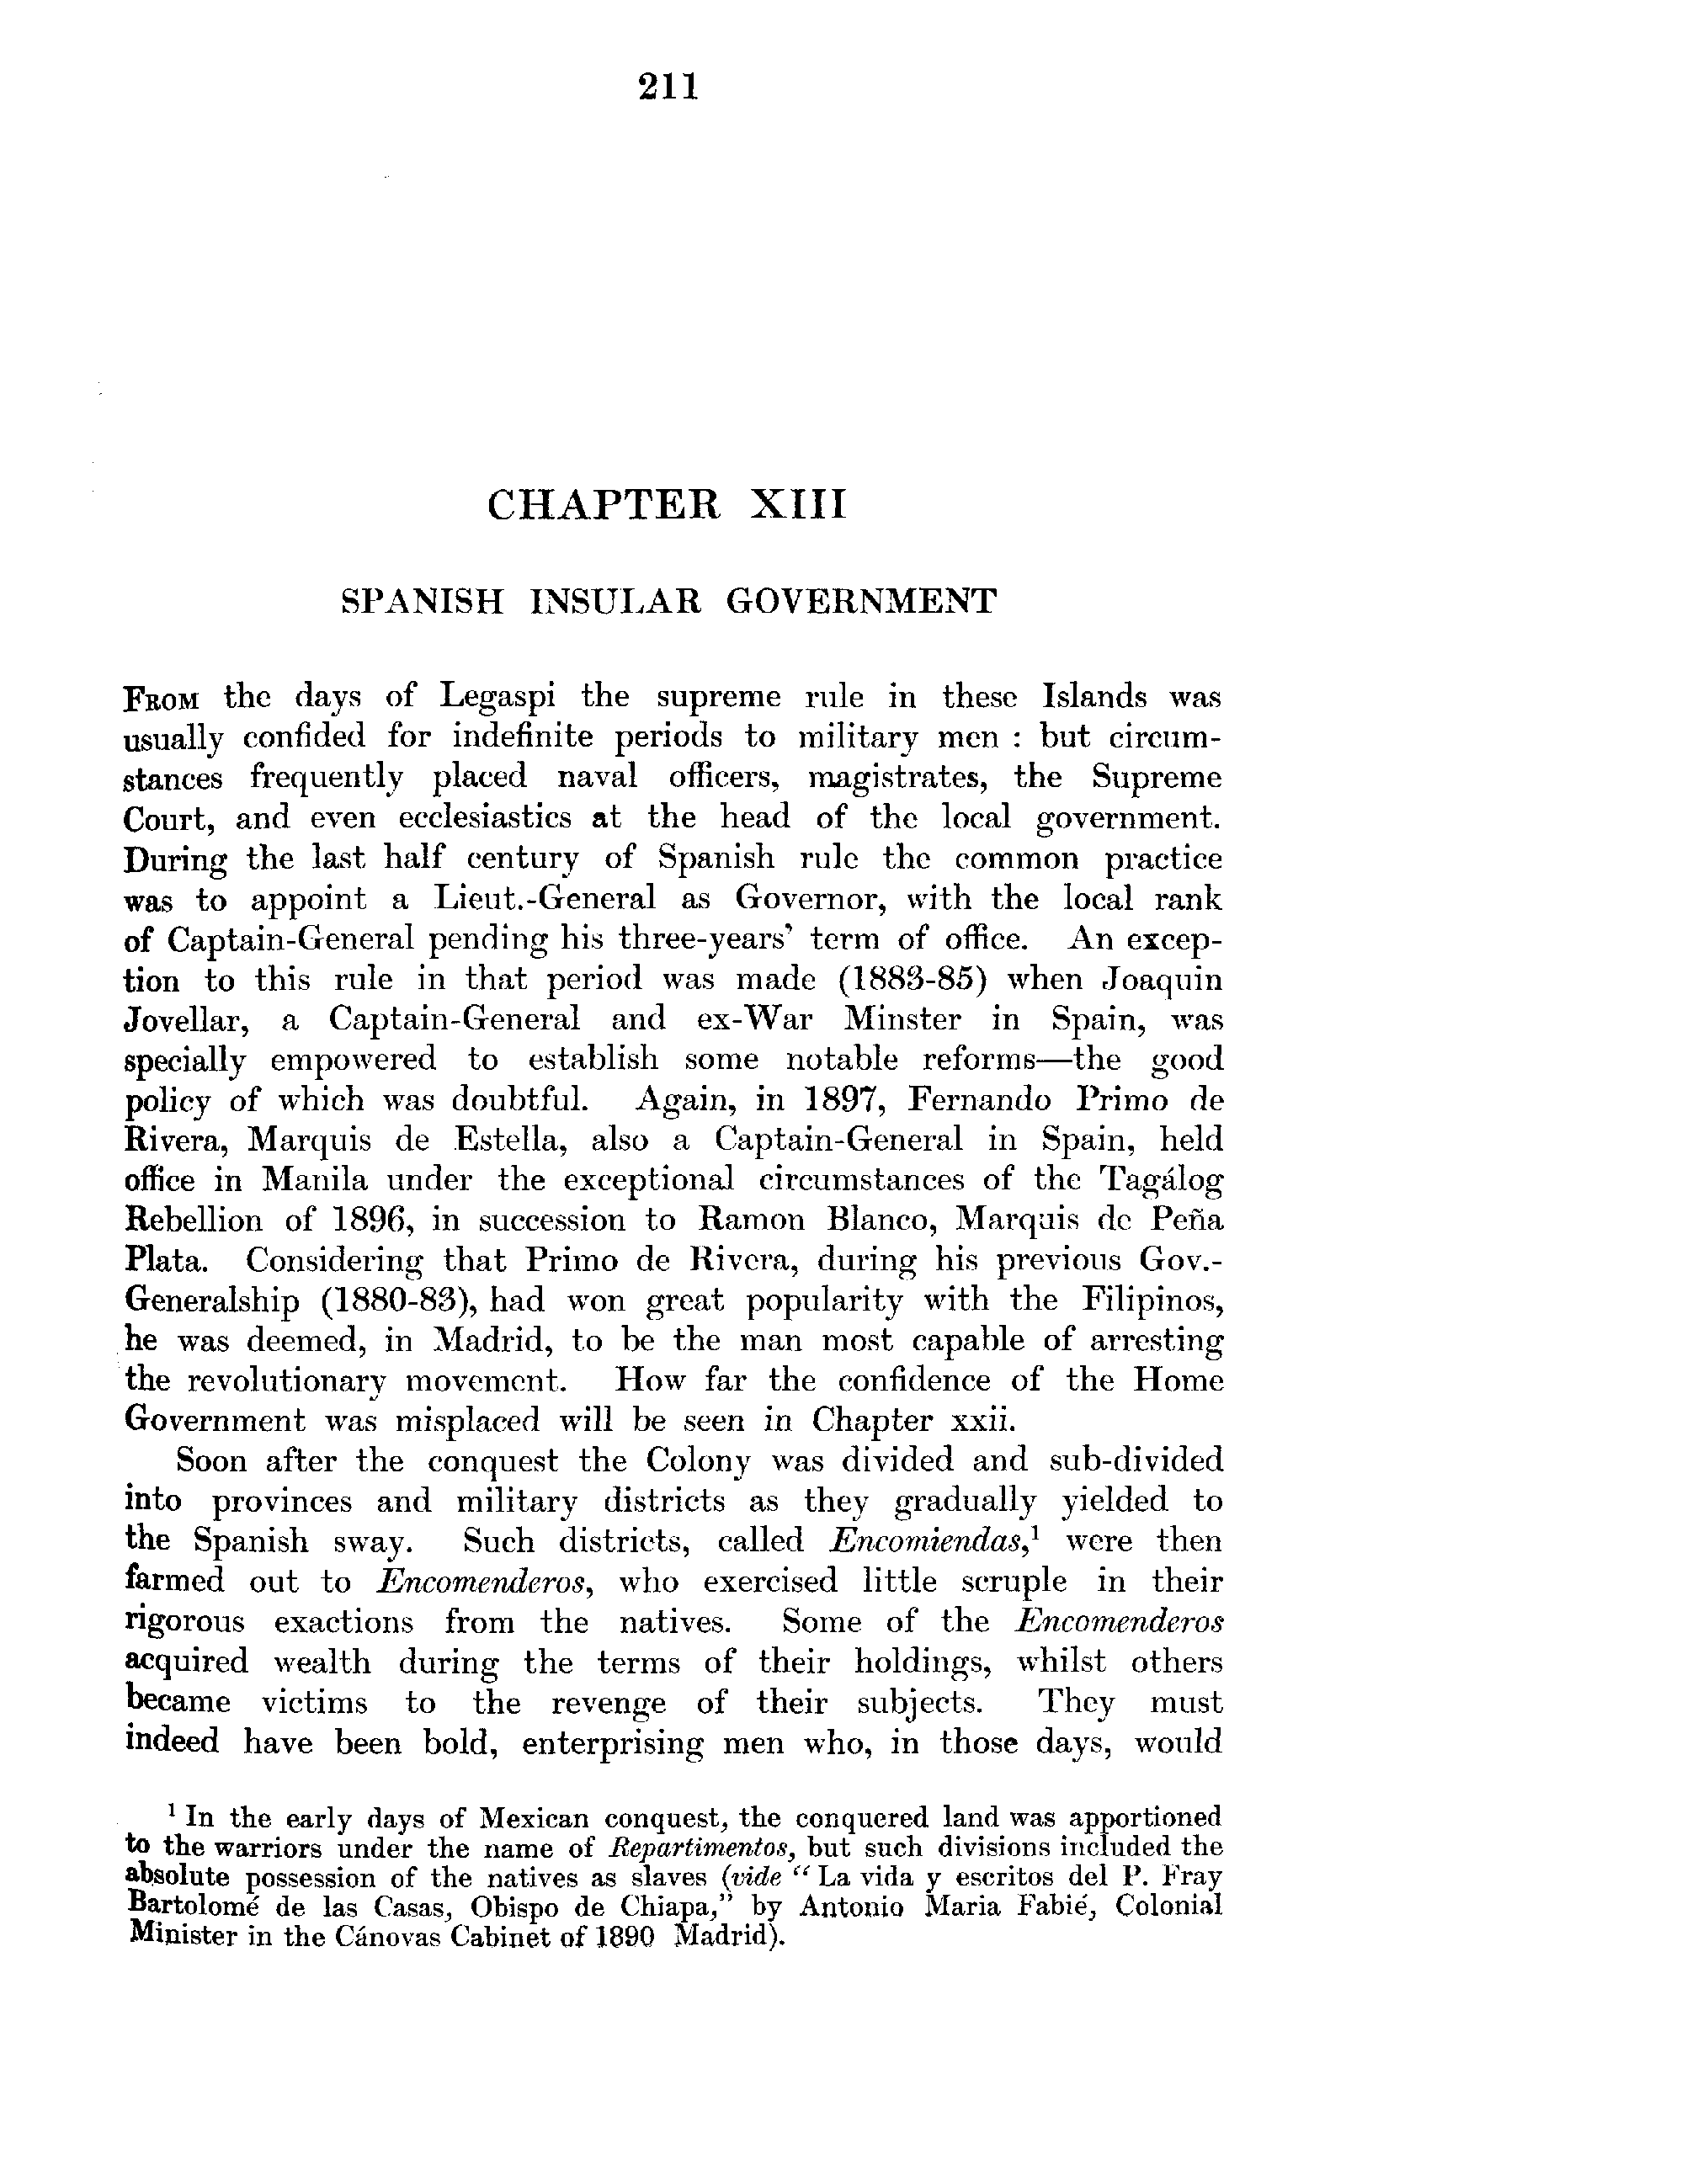 211
CHAPTER XIII
SPANISH INSULAR GOVERNMENT
FROM the days of Legaspi the supreme rule in these Islands was
usually confided for indefinite periods to military men : but circum-
stances frequently placed naval officers, magistrates, the Supreme
Court, and even ecclesiastics at the head of the local government.
During the last half century of Spanish rule the common practice
was to appoint a Lieut.-General as Governor, with the local rank
of Captain-General pending his three-years' term of office. An excep-
tion to this rule in that period was made (1883-85) when Joaquin
Jovellar, a Captain-General and ex-War Minster in Spain, was
specially empowered to establish some notable reforms—the good
policy of which was doubtful. Again, in 1897, Fernando Primo de
Rivera, Marquis de Estella, also a Captain-General in Spain, held
office in Manila under the exceptional circumstances of the Tagálog
Rebellion of 1896, in succession to Ramon Blanco, Marquis de Peña
Plata. Considering that Primo de Rivera, during his previous Gov.-
Generalship (1880-83), had won great popularity with the Filipinos,
he was deemed, in Madrid, to be the man most capable of arresting
the revolutionary movement. How far the confidence of the Home
Government was misplaced will be seen in Chapter xxii.
Soon after the conquest the Colony was divided and sub-divided
into provinces and military districts as they gradually yielded to
the Spanish sway. Such districts, called Encomiendas,¹ were then
farmed out to Encomenderos, who exercised little scruple in their
rigorous exactions from the natives. Some of the Encomenderos
acquired wealth during the terms of their holdings, whilst others
became victims to the revenge of their subjects. They must
indeed have been bold, enterprising men who, in those days, would
¹ In the early days of Mexican conquest, the conquered land was apportioned
to the warriors under the name of Repartimentos, but such divisions included the
absolute possession of the natives as slaves (vide "La vida y escritos del P. Fray
Bartolomé de las Casas, Obispo de Chiapa," by Antonio Maria Fabié, Colonial
Minister in the Cánovas Cabinet of 1890 Madrid).